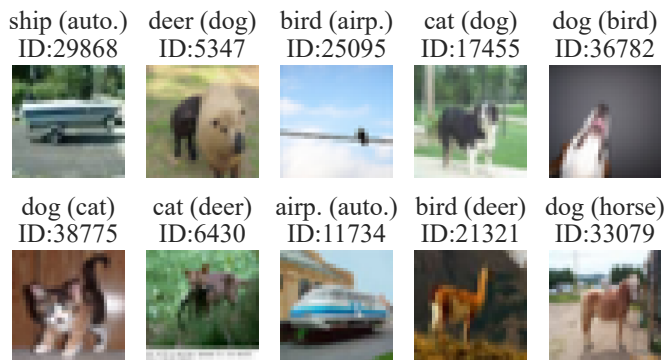 ship (auto.) deer (dog) bird (airp.) cat (dog) dog (bird)
ID:29868 ID:5347 ID:25095 ID:17455 ID:36782
dog (cat) cat (deer) airp. (auto.) bird (deer) dog (horse)
ID:38775 ID:6430 ID:11734 ID:21321 ID:33079